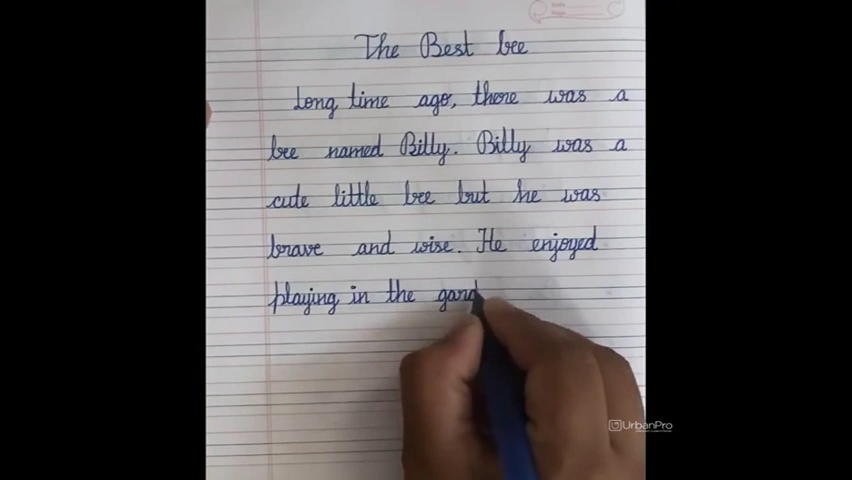 The Best bee
Long time ago, there was a
bee named Billy. Billy was a
cute little bee but he was
brave and wise. He enjoyed
playing in the gard
UrbanPro